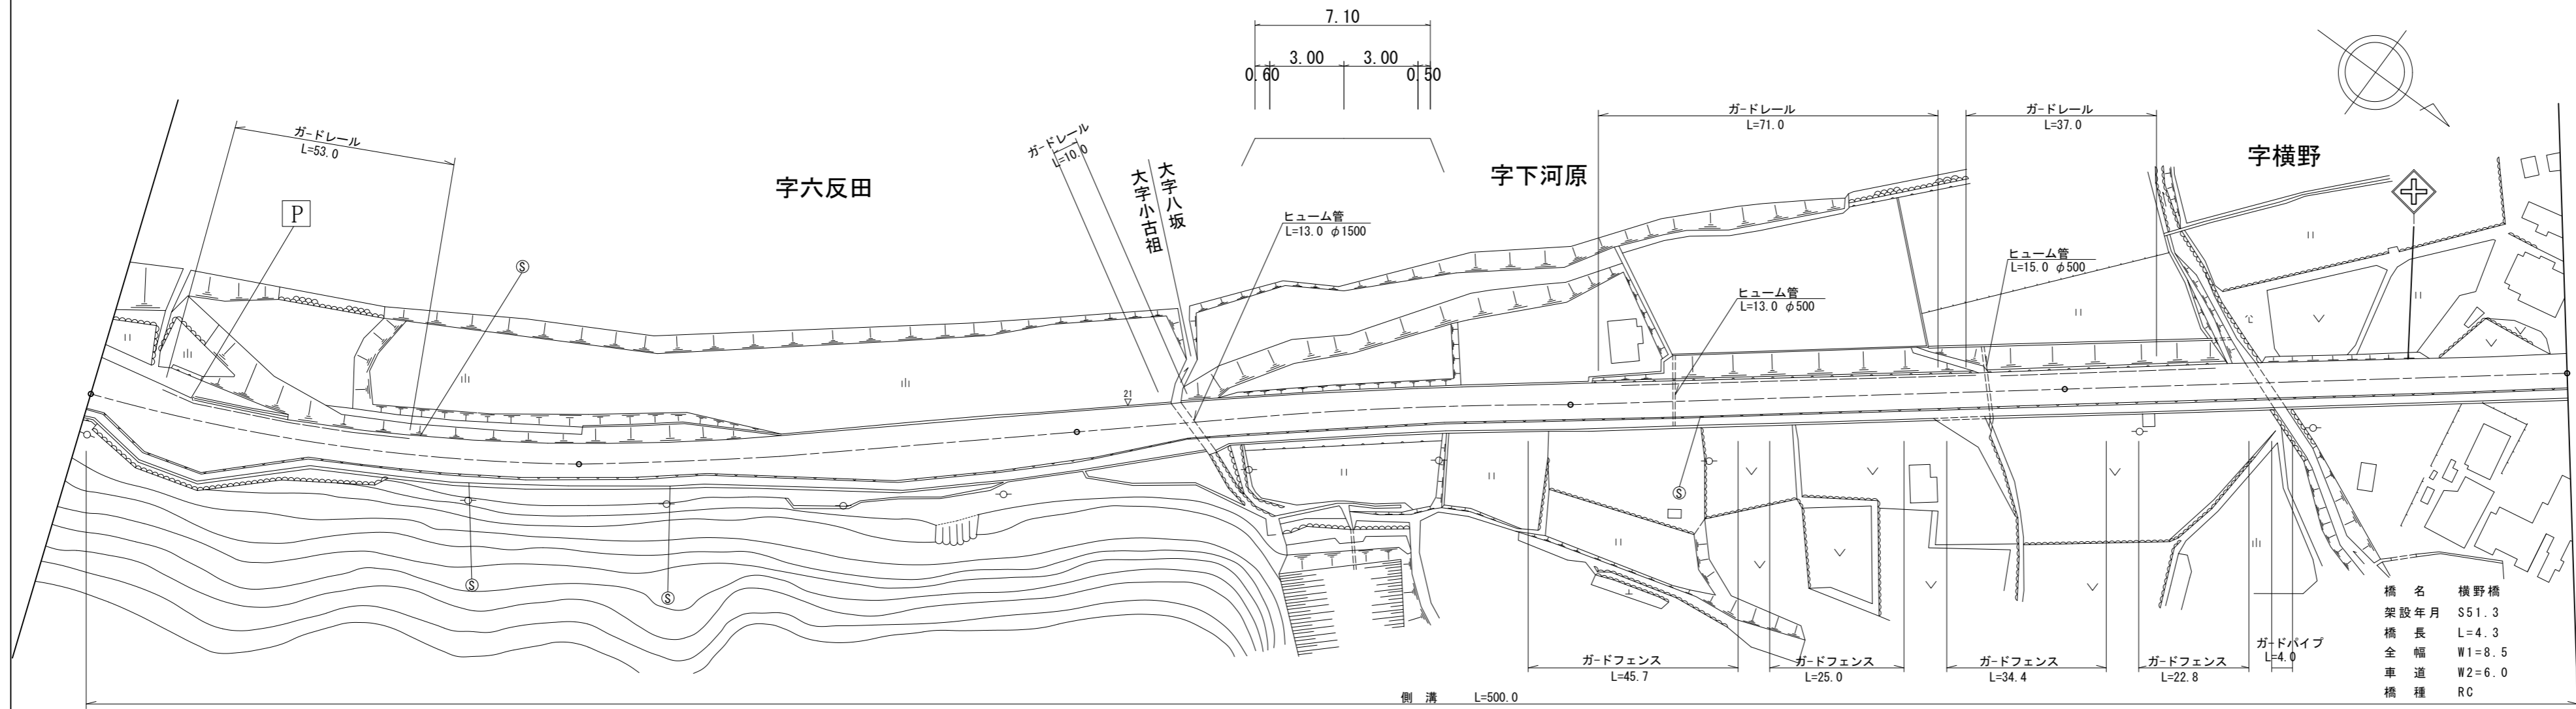 7.10
3.00 3.00
0.60 0.50
ガードレール
L=53.0
P
S
字六反田
ガードレール
L=10.0
大字小古祖
大字八坂
ヒューム管
L=13.0 φ1500
字下河原
ガードレール
L=71.0
ガードレール
L=37.0
字横野
ヒューム管
L=13.0 φ500
ヒューム管
L=15.0 φ500
21
S
S
S
ガードフェンス
L=45.7
ガードフェンス
L=25.0
ガードフェンス
L=34.4
ガードフェンス
L=22.8
ガードパイプ
L=4.0
橋名 横野橋
架設年月 S51.3
橋長 L=4.3
全幅 W1=8.5
車道 W2=6.0
橋種 RC
側溝 L=500.0